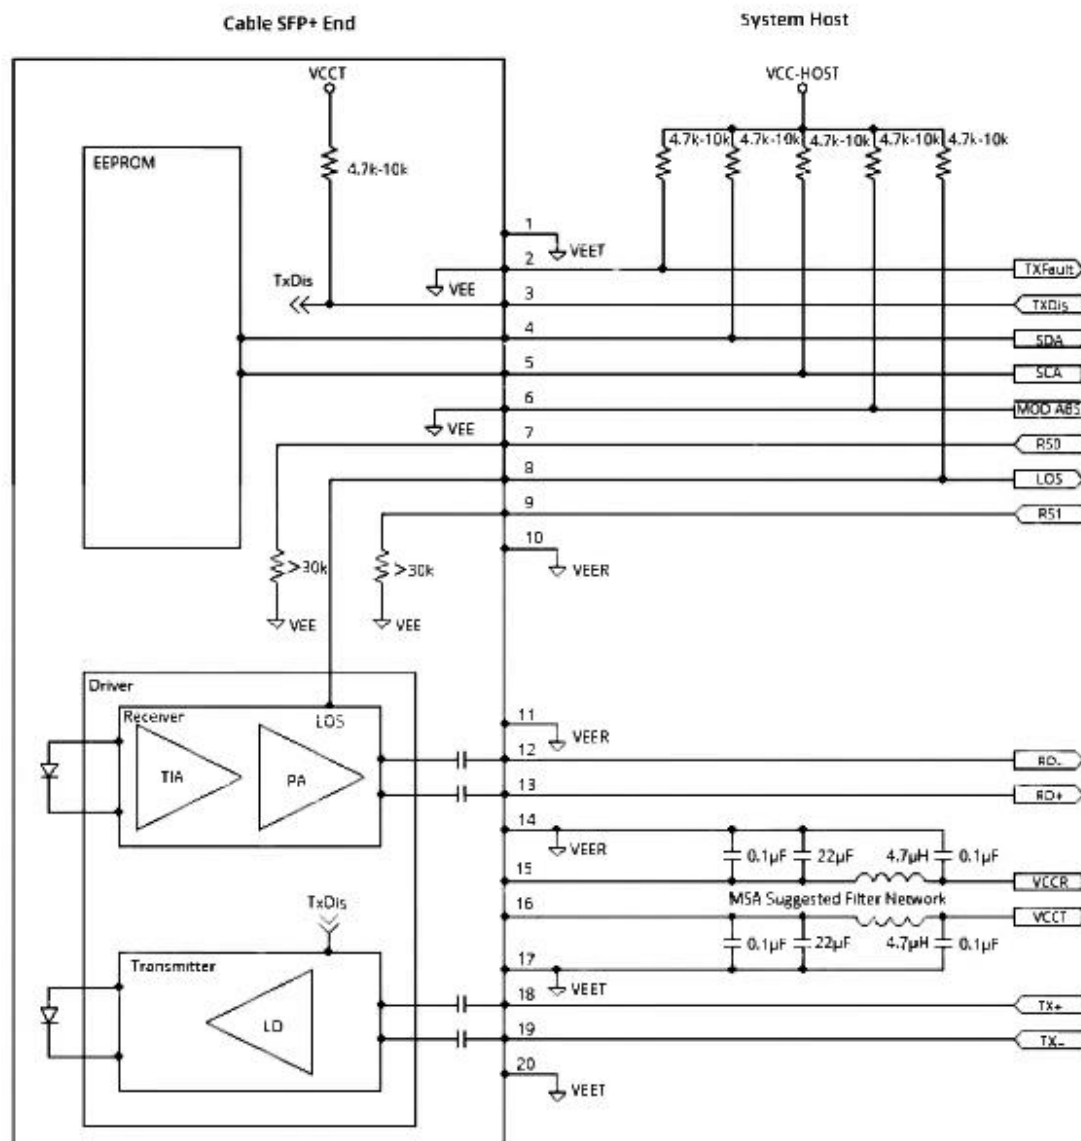 Cable SFP+ End
System Host
VCCT
VCC-HOST
4.7k-10k 4.7k-10k 4.7k-10k 4.7k-10k 4.7k-10k
EEPROM
4.7k-10k
1
VEET
2
TXFault
TxDis
VEE
3
TXDis
4
SDA
5
SCA
6
MOD ABS
VEE
7
RS0
8
LOS
9
RS1
10
>30k
>30k
VEER
VEE
VEE
Driver
Receiver
LOS
11
VEER
TIA
PA
12
RD-
13
RD+
14
VEER
0.1µF
22µF
4.7µH
0.1µF
15
VCCR
MSA Suggested Filter Network
16
VCCT
TxDis
0.1µF
22µF
4.7µH
0.1µF
Transmitter
17
VEET
18
TX+
LD
19
TX-
20
VEET